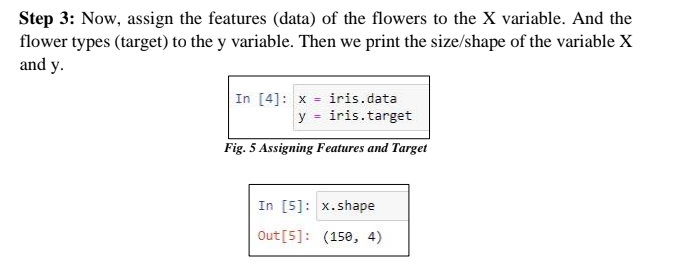 Step 3: Now, assign the features (data) of the flowers to the X variable. And the
flower types (target) to the y variable. Then we print the size/shape of the variable X
and y.
In [4]: x = iris.data
y = iris.target
Fig. 5 Assigning Features and Target
In [5]: x.shape
Out[5]: (150, 4)